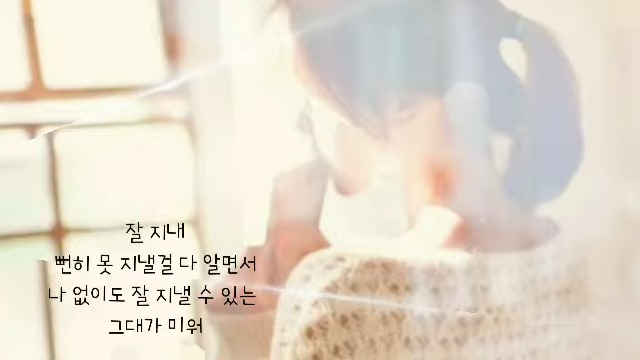 잘 지내
뻔히 못 지낼걸 다 알면서
나 없이도 잘 지낼 수 있는
그대가 미워